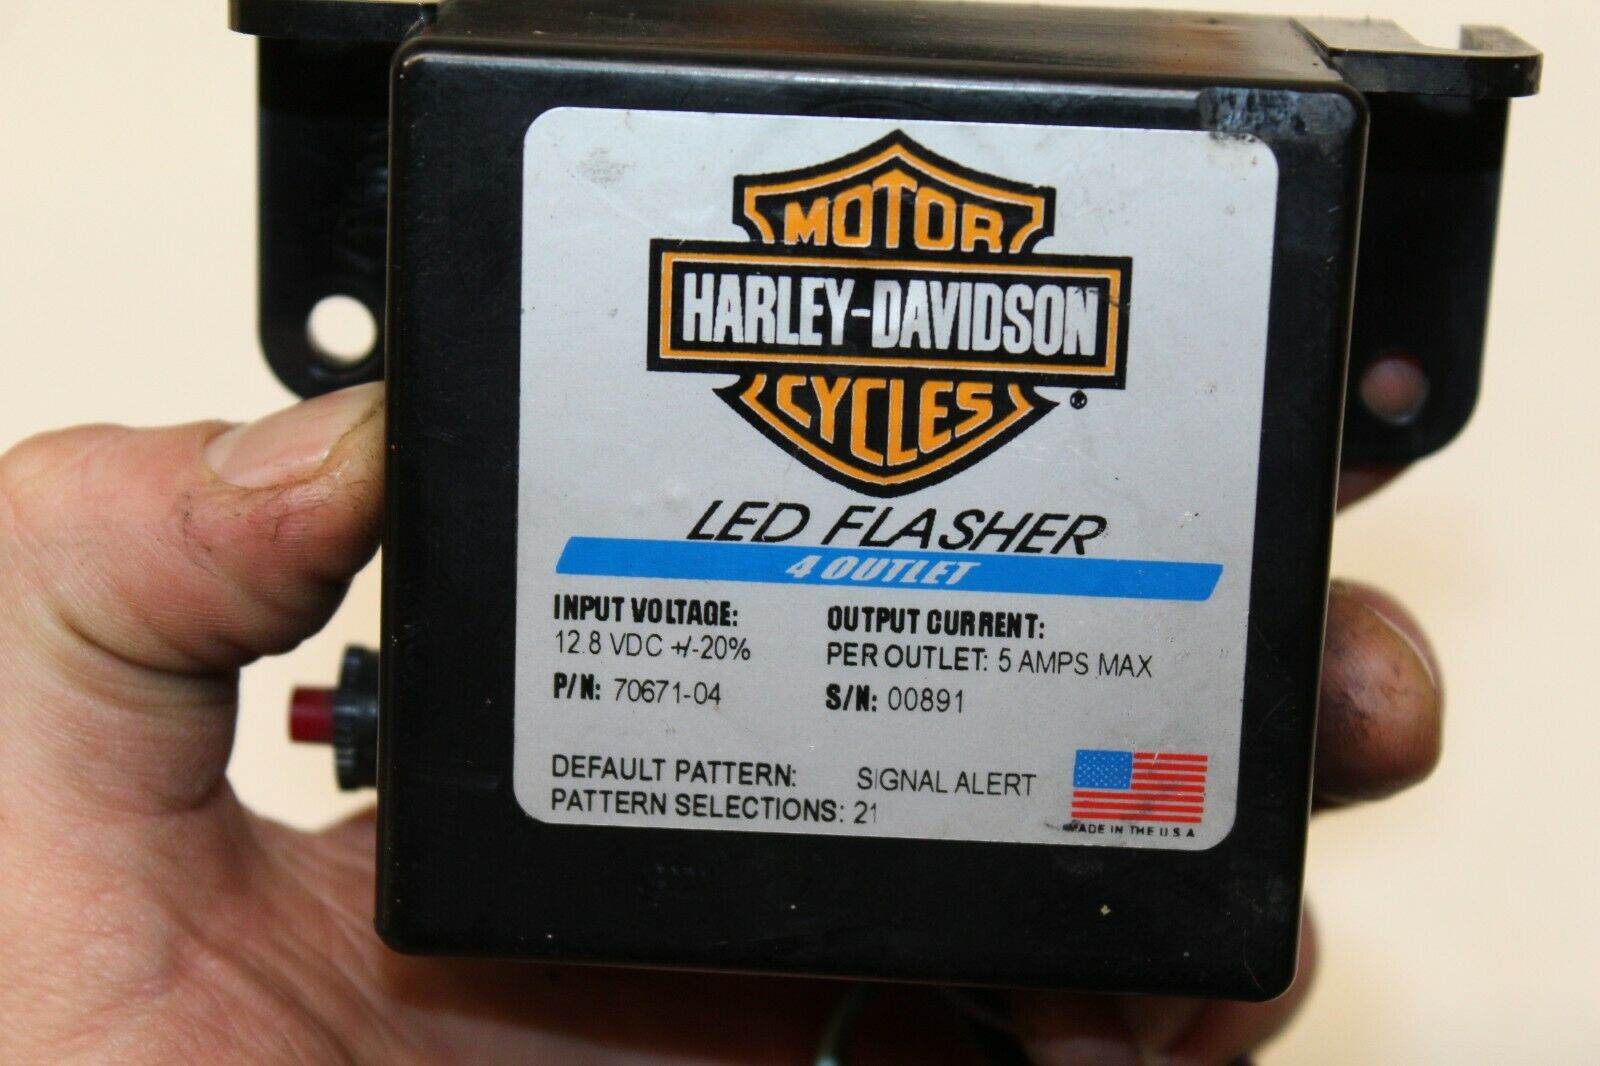 MOTOR
HARLEY-DAVIDSON
CYCLES
®
LED FLASHER
4 OUTLET
INPUT VOLTAGE:
12.8 VDC +/-20%
P/N: 70671-04
OUTPUT CURRENT:
PER OUTLET: 5 AMPS MAX
S/N: 00891
DEFAULT PATTERN: SIGNAL ALERT
PATTERN SELECTIONS: 21
MADE IN THE U S A